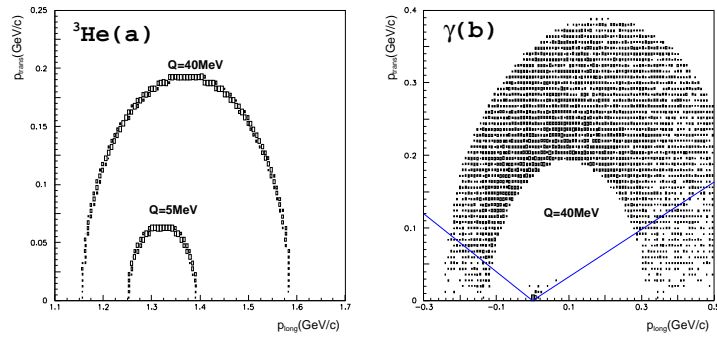 ³He(a)
Q=40MeV
Q=5MeV
p_trans(GeV/c)
0.25
0.2
0.15
0.1
0.05
0
1.1
1.2
1.3
1.4
1.5
1.6
1.7
p_long(GeV/c)
γ(b)
Q=40MeV
p_trans(GeV/c)
0.4
0.3
0.2
0.1
0
-0.3
-0.1
0.1
0.3
0.5
p_long(GeV/c)